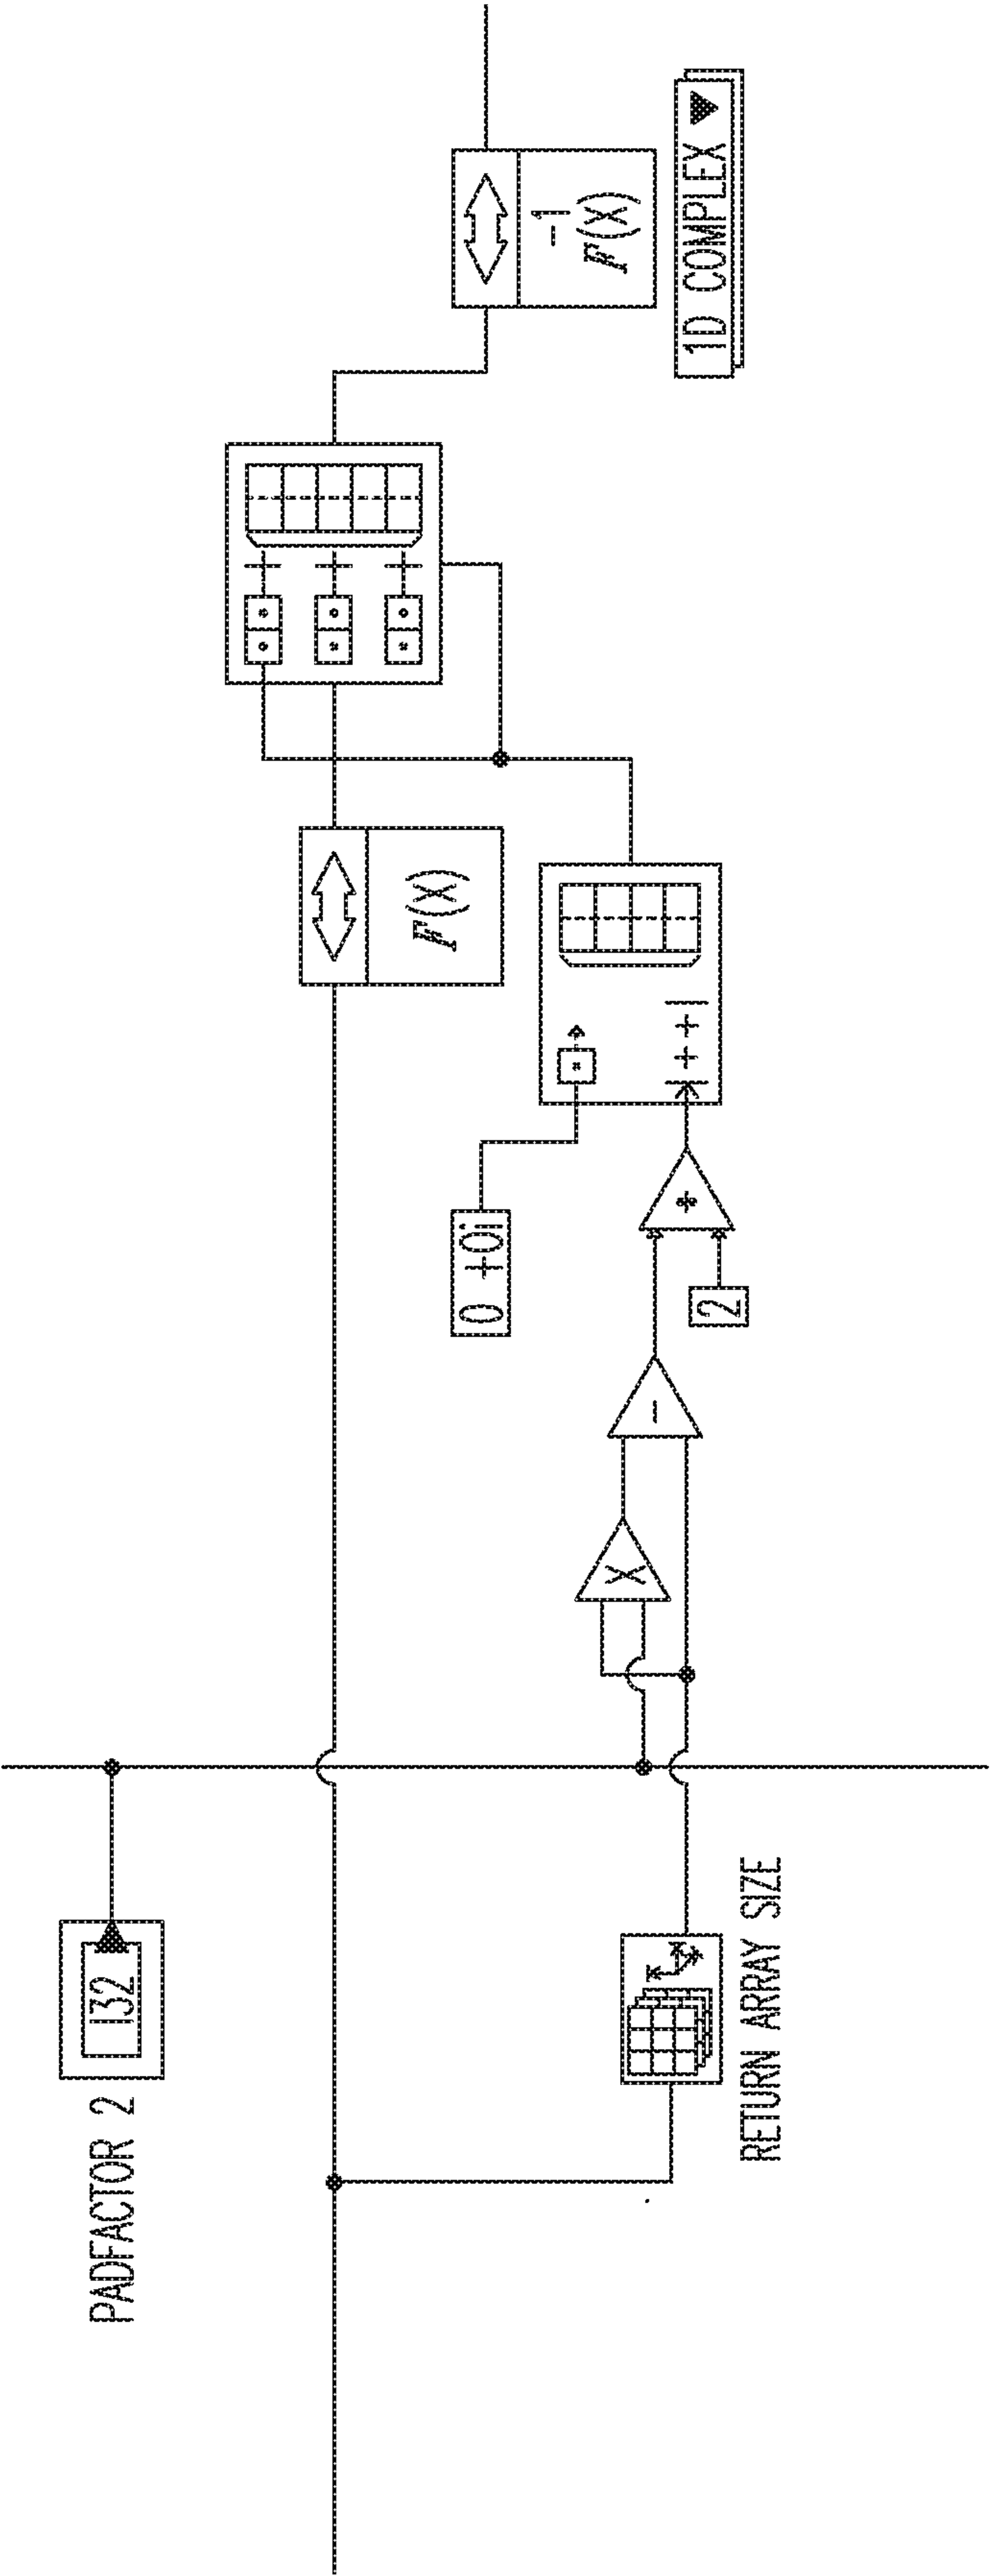 PADFACTOR 2
I32
RETURN ARRAY SIZE
X
−
2
÷
0 +0i
F(X)
−1
F(X)
1D COMPLEX